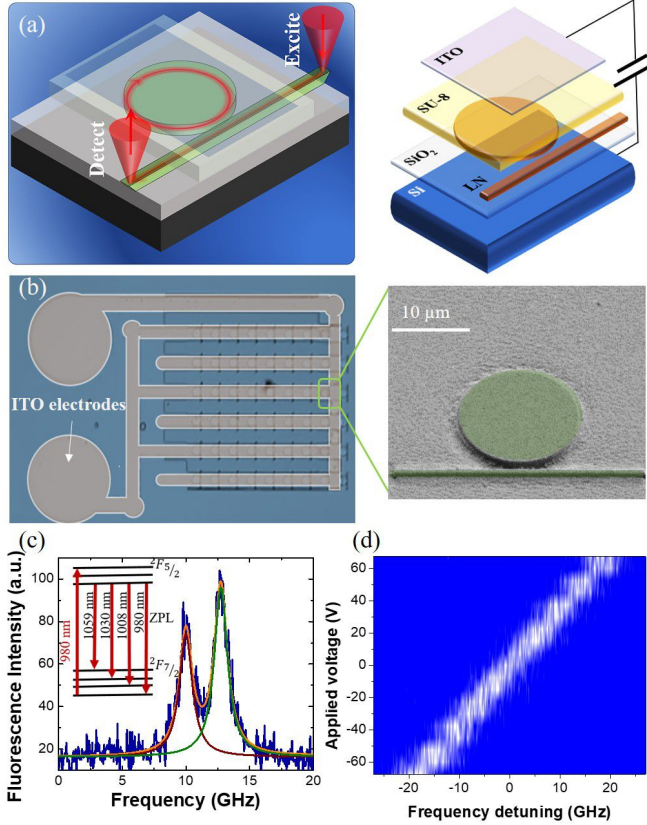 (a)
Excite
Detect
ITO
SU-8
SiO2
LN
Si
(b)
ITO electrodes
10 µm
(c)
Fluorescence Intensity (a.u.)
100
80
60
40
20
0
5
10
15
20
Frequency (GHz)
2F5/2
980 nm
1059 nm
1030 nm
1008 nm
980 nm
ZPL
2F7/2
(d)
Applied voltage (V)
60
40
20
0
-20
-40
-60
-20
-10
0
10
20
Frequency detuning (GHz)